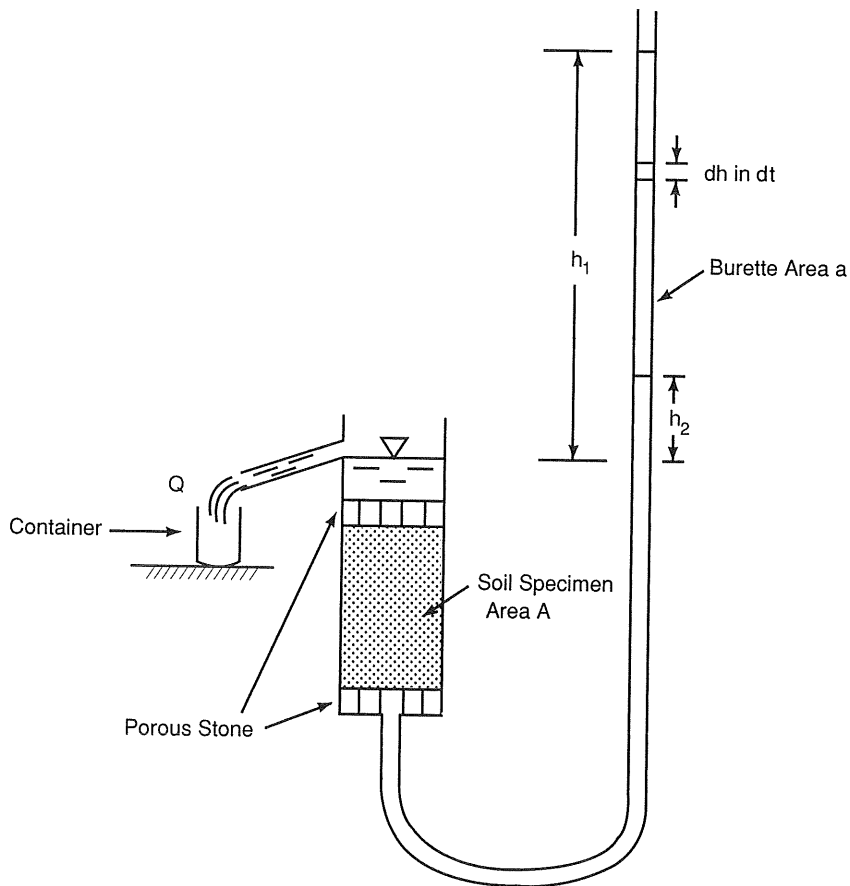 dh in dt
h1
Burette Area a
h2
Q
Container
Soil Specimen
Area A
Porous Stone